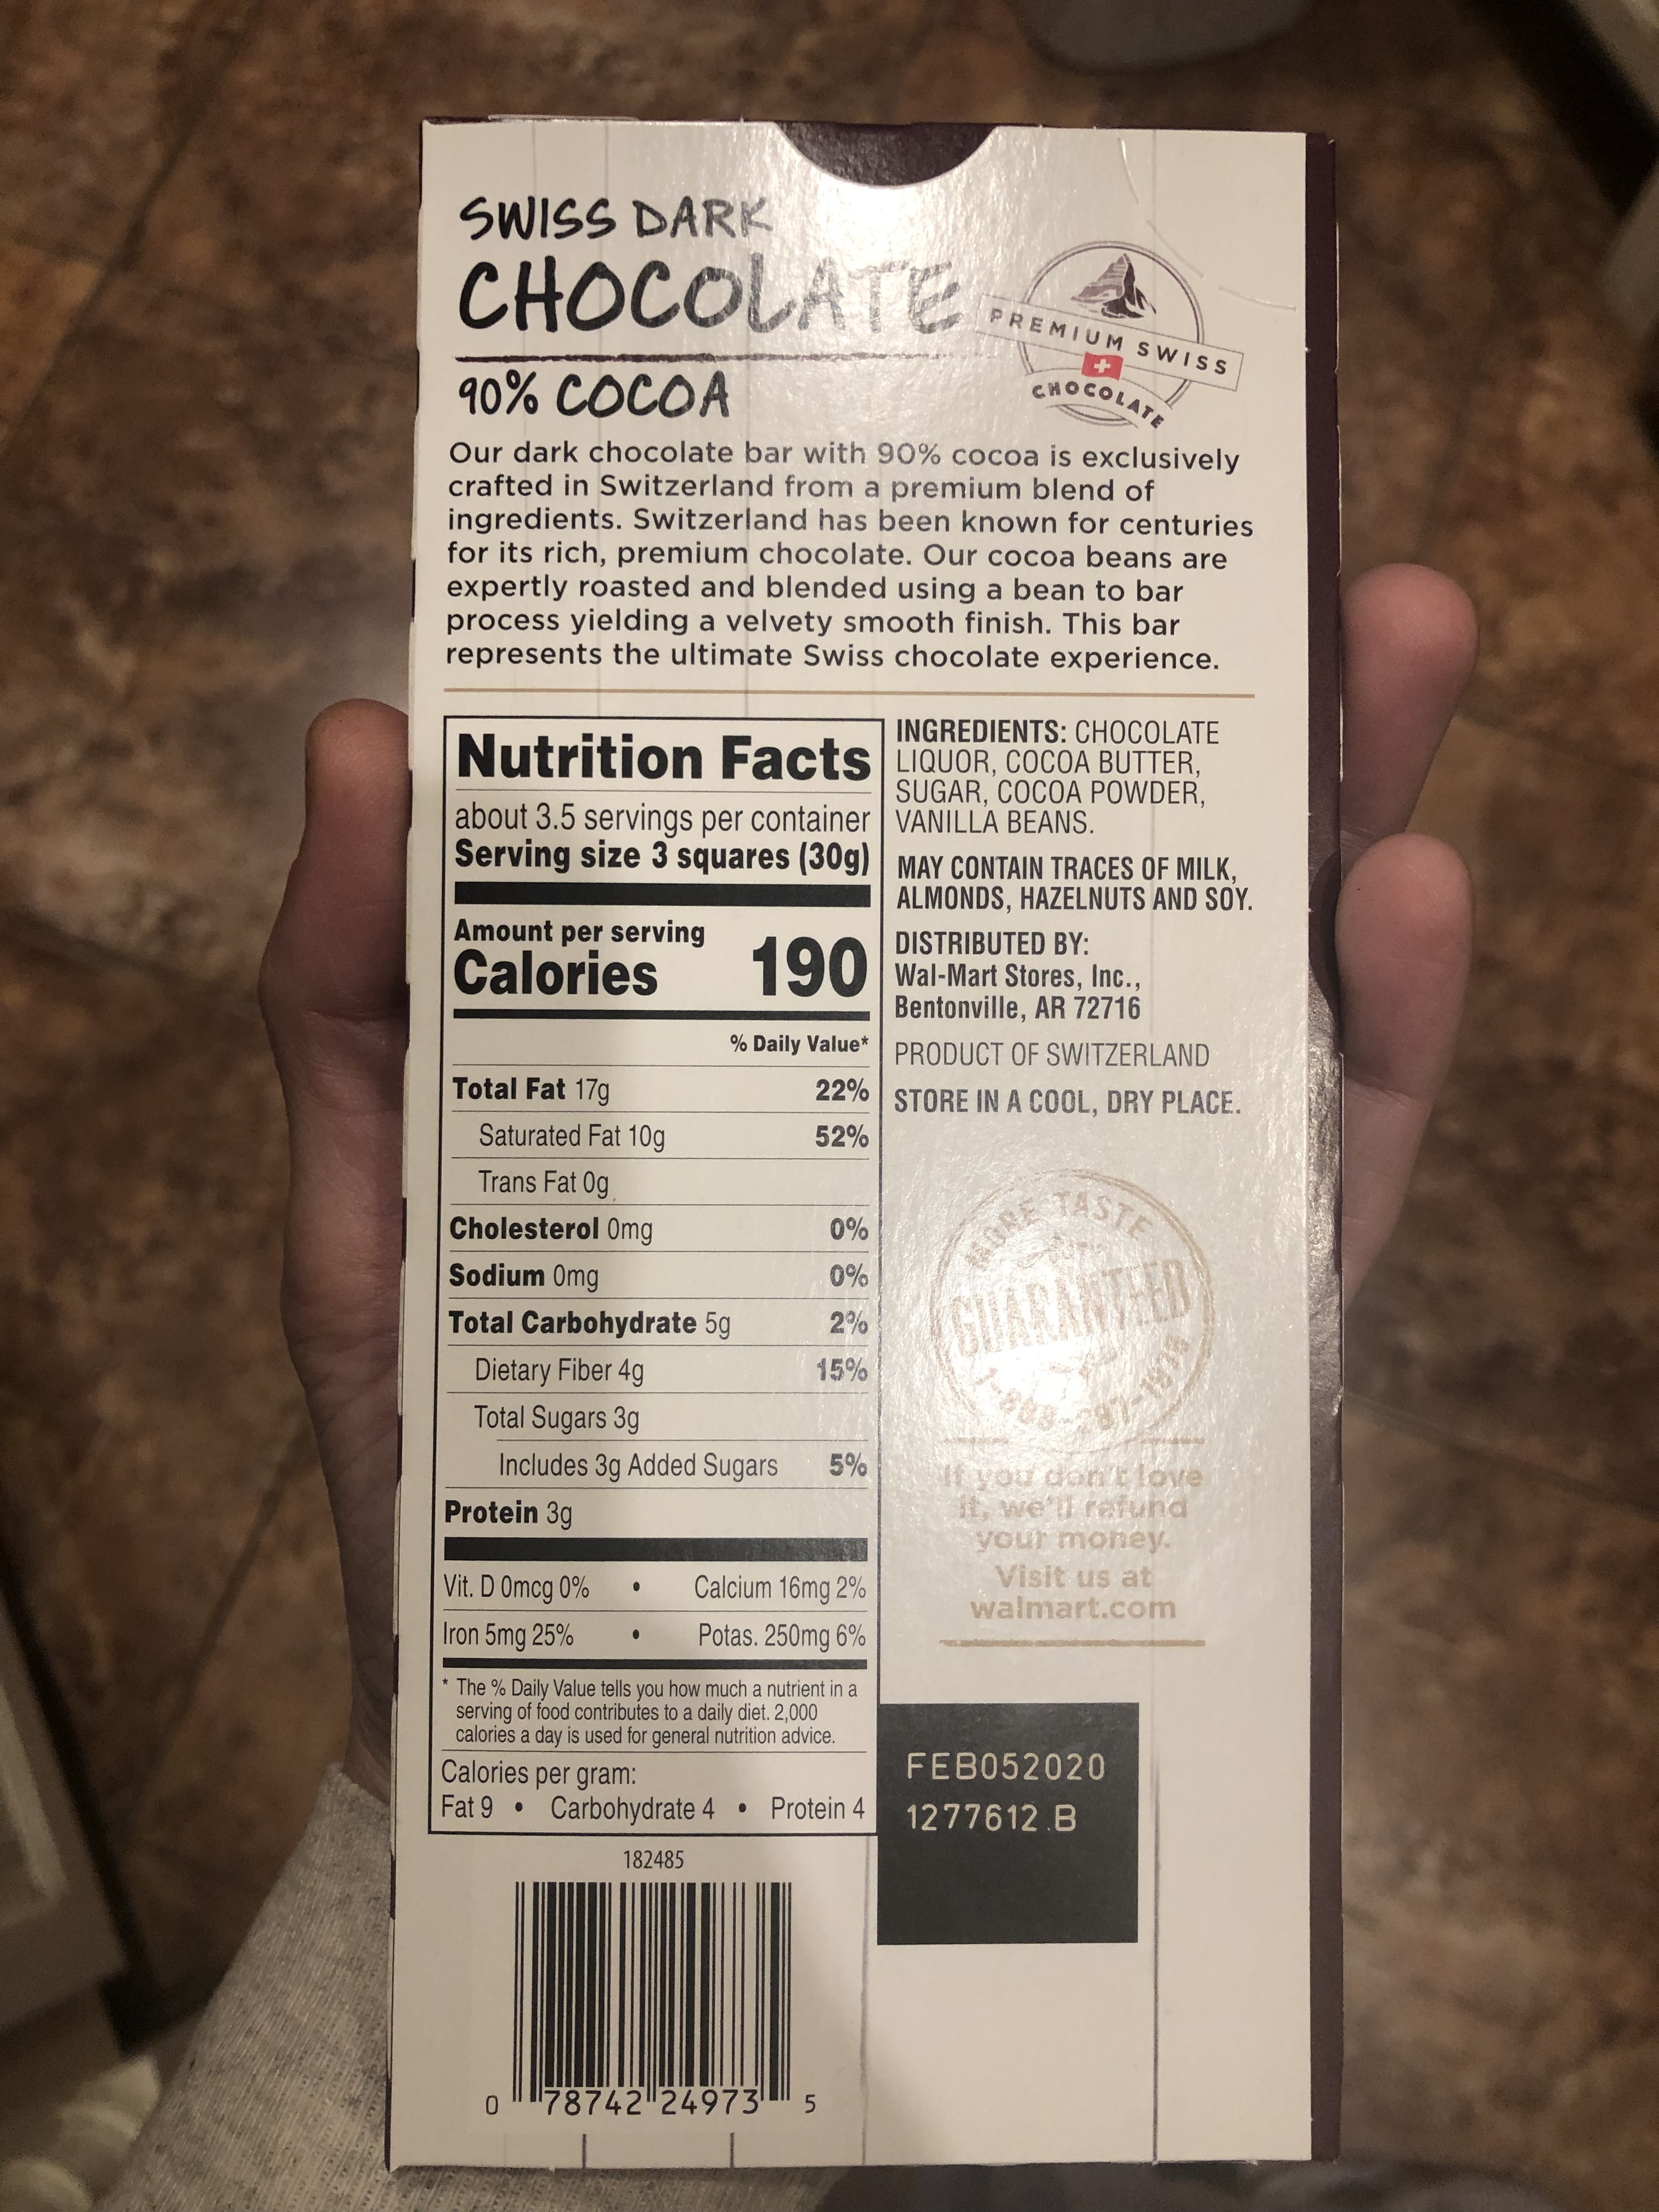 SWISS DARK
CHOCOLATE
90% COCOA
PREMIUM SWISS
CHOCOLATE
Our dark chocolate bar with 90% cocoa is exclusively
crafted in Switzerland from a premium blend of
ingredients. Switzerland has been known for centuries
for its rich, premium chocolate. Our cocoa beans are
expertly roasted and blended using a bean to bar
process yielding a velvety smooth finish. This bar
represents the ultimate Swiss chocolate experience.
Nutrition Facts
about 3.5 servings per container
Serving size 3 squares (30g)
Amount per serving
Calories 190
% Daily Value*
Total Fat 17g 22%
Saturated Fat 10g 52%
Trans Fat 0g
Cholesterol 0mg 0%
Sodium 0mg 0%
Total Carbohydrate 5g 2%
Dietary Fiber 4g 15%
Total Sugars 3g
Includes 3g Added Sugars 5%
Protein 3g
Vit. D 0mcg 0% • Calcium 16mg 2%
Iron 5mg 25% • Potas. 250mg 6%
* The % Daily Value tells you how much a nutrient in a
serving of food contributes to a daily diet. 2,000
calories a day is used for general nutrition advice.
Calories per gram:
Fat 9 • Carbohydrate 4 • Protein 4
INGREDIENTS: CHOCOLATE
LIQUOR, COCOA BUTTER,
SUGAR, COCOA POWDER,
VANILLA BEANS.
MAY CONTAIN TRACES OF MILK,
ALMONDS, HAZELNUTS AND SOY.
DISTRIBUTED BY:
Wal-Mart Stores, Inc.,
Bentonville, AR 72716
PRODUCT OF SWITZERLAND
STORE IN A COOL, DRY PLACE.
MORE TASTE
GUARANTEED
If you don't love
it, we'll refund
your money.
Visit us at
walmart.com
FEB052020
1277612.B
182485
0 78742 24973 5